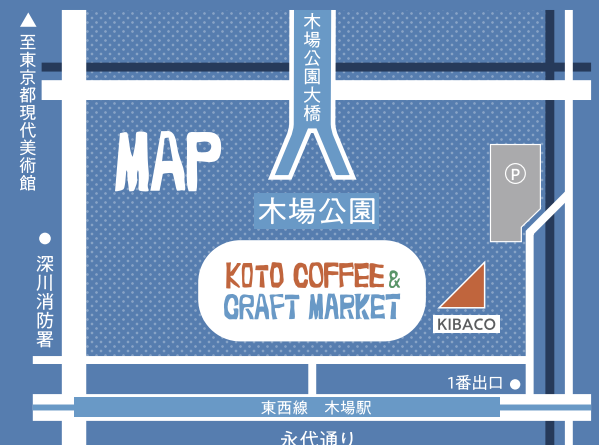 ▲至東京都現代美術館
木場公園大橋
MAP
木場公園
P
深川消防署
KOTO COFFEE &
CRAFT MARKET
KIBACO
1番出口
東西線 木場駅
永代通り